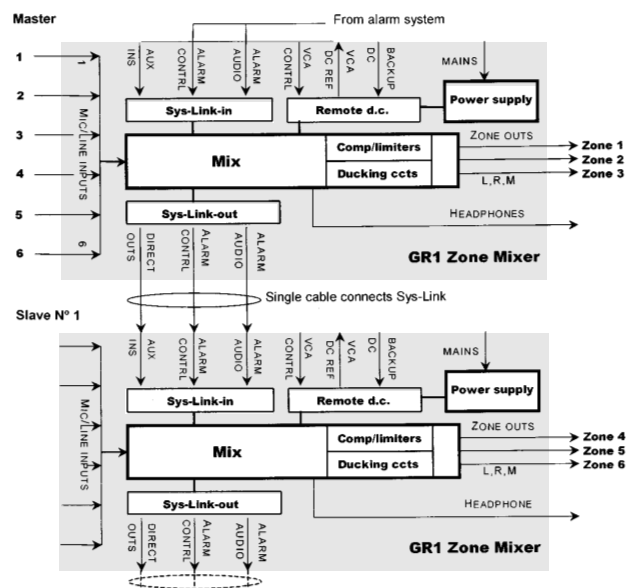 Master
From alarm system
1
2
3
4
5
6
1
MIC/LINE INPUTS
6
AUX
INS
ALARM
CONTRL
ALARM
AUDIO
VCA
CONTRL
VCA
DC REF
BACKUP
DC
MAINS
Sys-Link-in
Remote d.c.
Power supply
Mix
Comp/limiters
Ducking ccts
ZONE OUTS
Zone 1
Zone 2
Zone 3
L,R,M
Sys-Link-out
HEADPHONES
DIRECT
OUTS
ALARM
CONTRL
ALARM
AUDIO
GR1 Zone Mixer
Single cable connects Sys-Link
Slave Nº 1
MIC/LINE INPUTS
AUX
INS
ALARM
CONTRL
ALARM
AUDIO
VCA
CONTRL
VCA
DC REF
BACKUP
DC
MAINS
Sys-Link-in
Remote d.c.
Power supply
Mix
Comp/limiters
Ducking ccts
ZONE OUTS
Zone 4
Zone 5
Zone 6
L,R,M
Sys-Link-out
HEADPHONE
DIRECT
OUTS
ALARM
CONTRL
ALARM
AUDIO
GR1 Zone Mixer